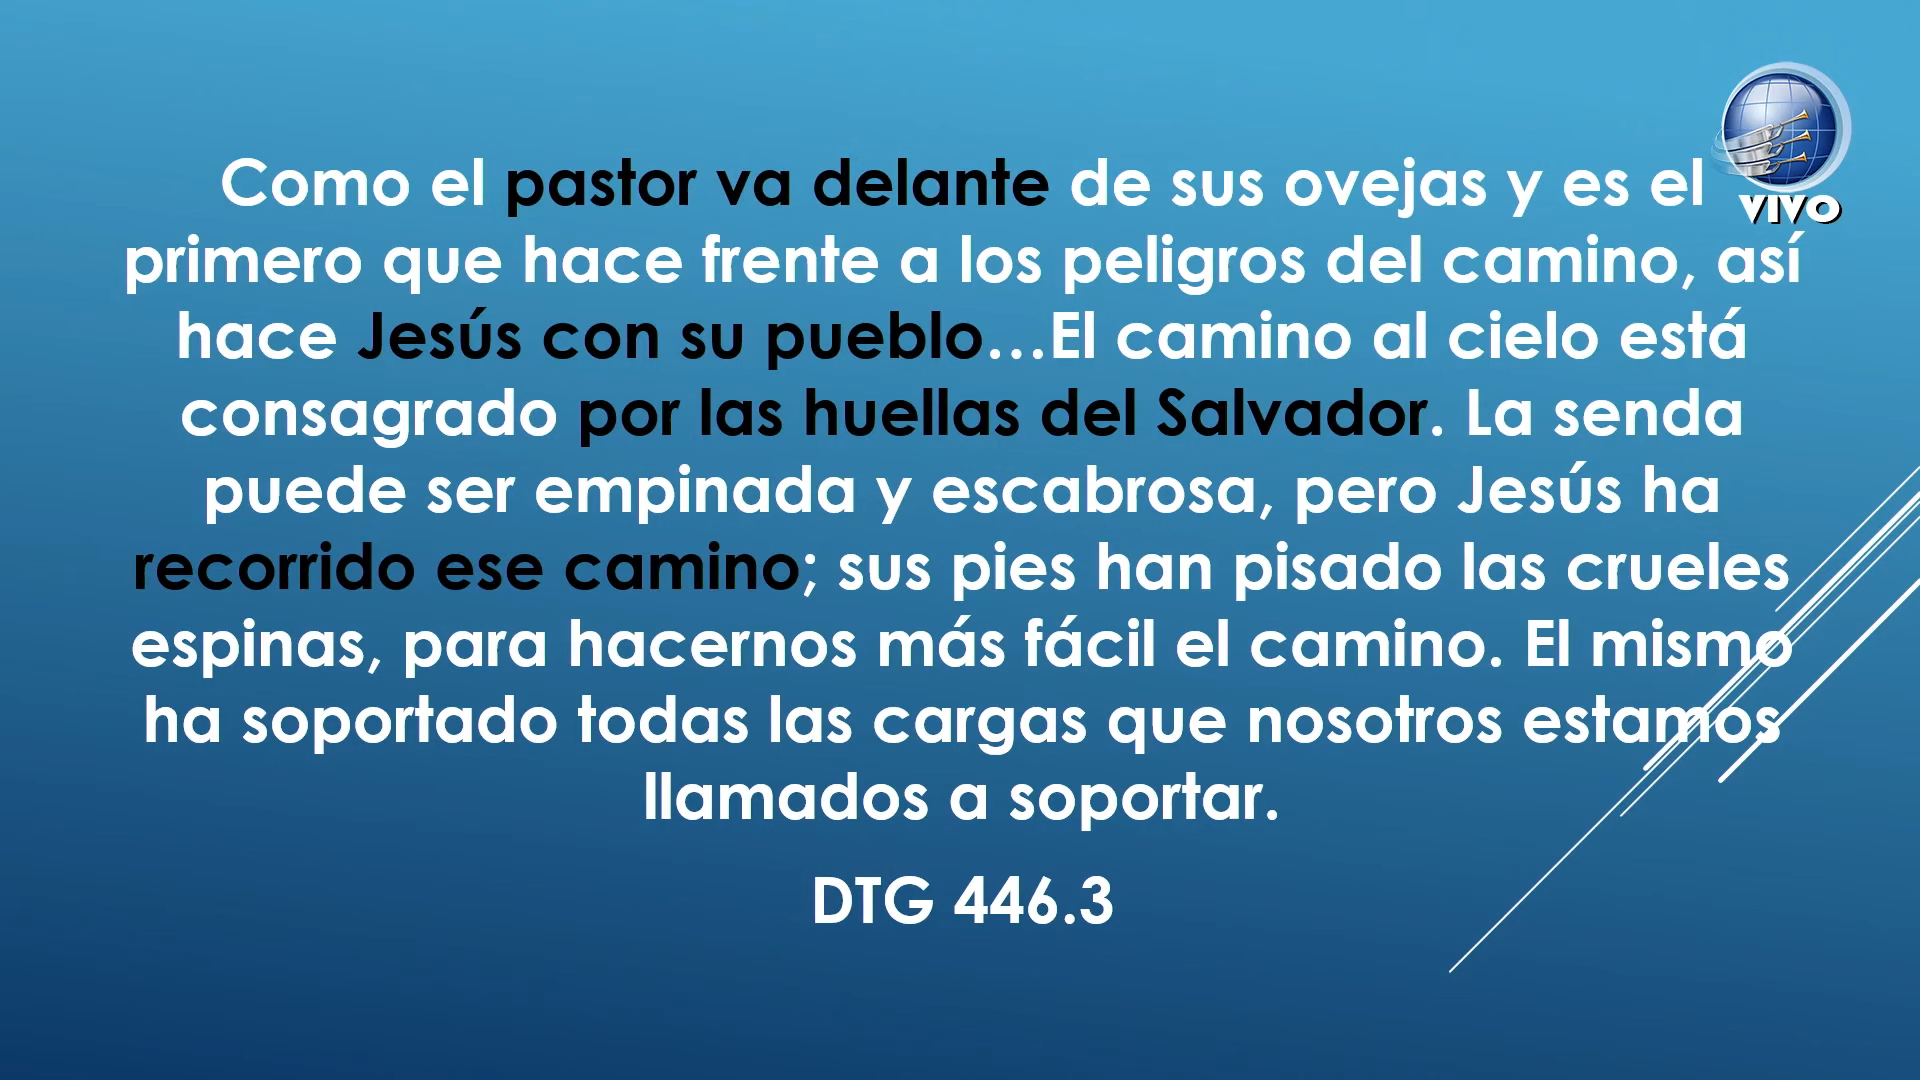 VIVO
Como el pastor va delante de sus ovejas y es el
primero que hace frente a los peligros del camino, así
hace Jesús con su pueblo…El camino al cielo está
consagrado por las huellas del Salvador. La senda
puede ser empinada y escabrosa, pero Jesús ha
recorrido ese camino; sus pies han pisado las crueles
espinas, para hacernos más fácil el camino. El mismo
ha soportado todas las cargas que nosotros estamos
llamados a soportar.
DTG 446.3